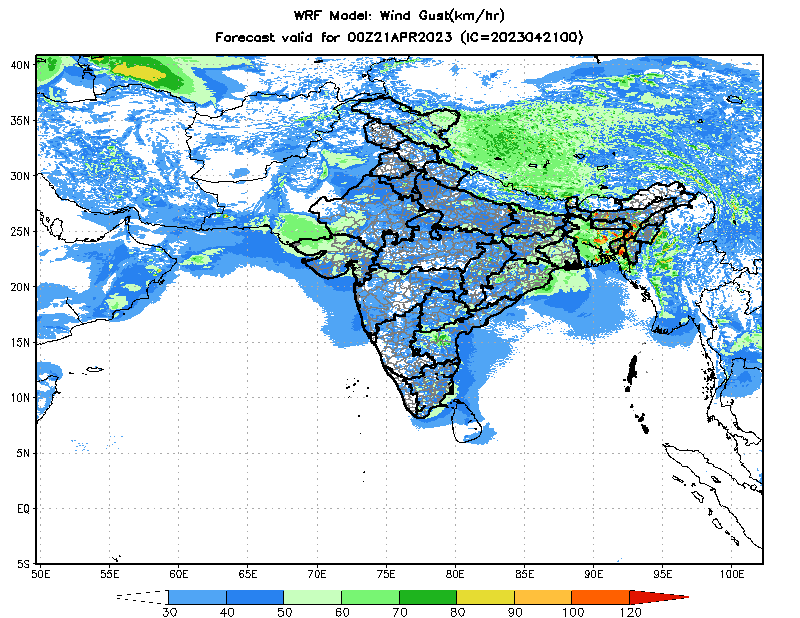 WRF Model: Wind Gust(km/hr)
Forecast valid for 00Z21APR2023 (IC=2023042100)
40N
35N
30N
25N
20N
15N
10N
5N
EQ
5S
50E 55E 60E 65E 70E 75E 80E 85E 90E 95E 100E
30 40 50 60 70 80 90 100 120